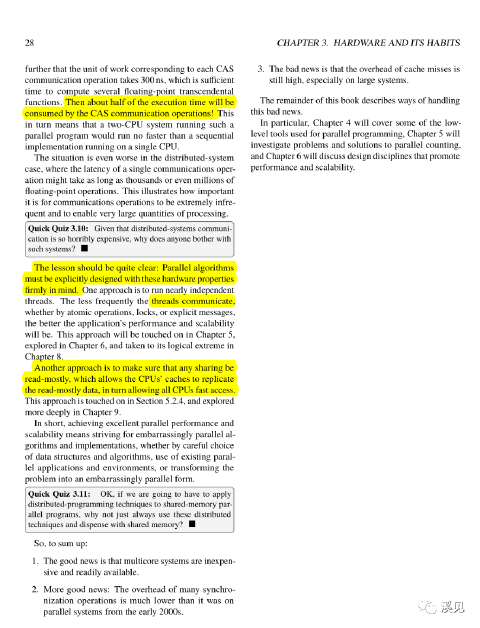 28
CHAPTER 3. HARDWARE AND ITS HABITS
further that the unit of work corresponding to each CAS
communication operation takes 300 ns, which is sufficient
time to compute several floating-point transcendental
functions. Then about half of the execution time will be
consumed by the CAS communication operations! This
in turn means that a two-CPU system running such a
parallel program would run no faster than a sequential
implementation running on a single CPU.
The situation is even worse in the distributed-system
case, where the latency of a single communications oper-
ation might take as long as thousands or even millions of
floating-point operations. This illustrates how important
it is for communications operations to be extremely infre-
quent and to enable very large quantities of processing.
Quick Quiz 3.10: Given that distributed-systems communi-
cation is so horribly expensive, why does anyone bother with
such systems? ■
The lesson should be quite clear: Parallel algorithms
must be explicitly designed with these hardware properties
firmly in mind. One approach is to run nearly independent
threads. The less frequently the threads communicate,
whether by atomic operations, locks, or explicit messages,
the better the application's performance and scalability
will be. This approach will be touched on in Chapter 5,
explored in Chapter 6, and taken to its logical extreme in
Chapter 8.
Another approach is to make sure that any sharing be
read-mostly, which allows the CPUs' caches to replicate
the read-mostly data, in turn allowing all CPUs fast access.
This approach is touched on in Section 5.2.4, and explored
more deeply in Chapter 9.
In short, achieving excellent parallel performance and
scalability means striving for embarrassingly parallel al-
gorithms and implementations, whether by careful choice
of data structures and algorithms, use of existing paral-
lel applications and environments, or transforming the
problem into an embarrassingly parallel form.
Quick Quiz 3.11: OK, if we are going to have to apply
distributed-programming techniques to shared-memory par-
allel programs, why not just always use these distributed
techniques and dispense with shared memory? ■
So, to sum up:
1. The good news is that multicore systems are inexpen-
sive and readily available.
2. More good news: The overhead of many synchro-
nization operations is much lower than it was on
parallel systems from the early 2000s.
3. The bad news is that the overhead of cache misses is
still high, especially on large systems.
The remainder of this book describes ways of handling
this bad news.
In particular, Chapter 4 will cover some of the low-
level tools used for parallel programming, Chapter 5 will
investigate problems and solutions to parallel counting,
and Chapter 6 will discuss design disciplines that promote
performance and scalability.
溪见